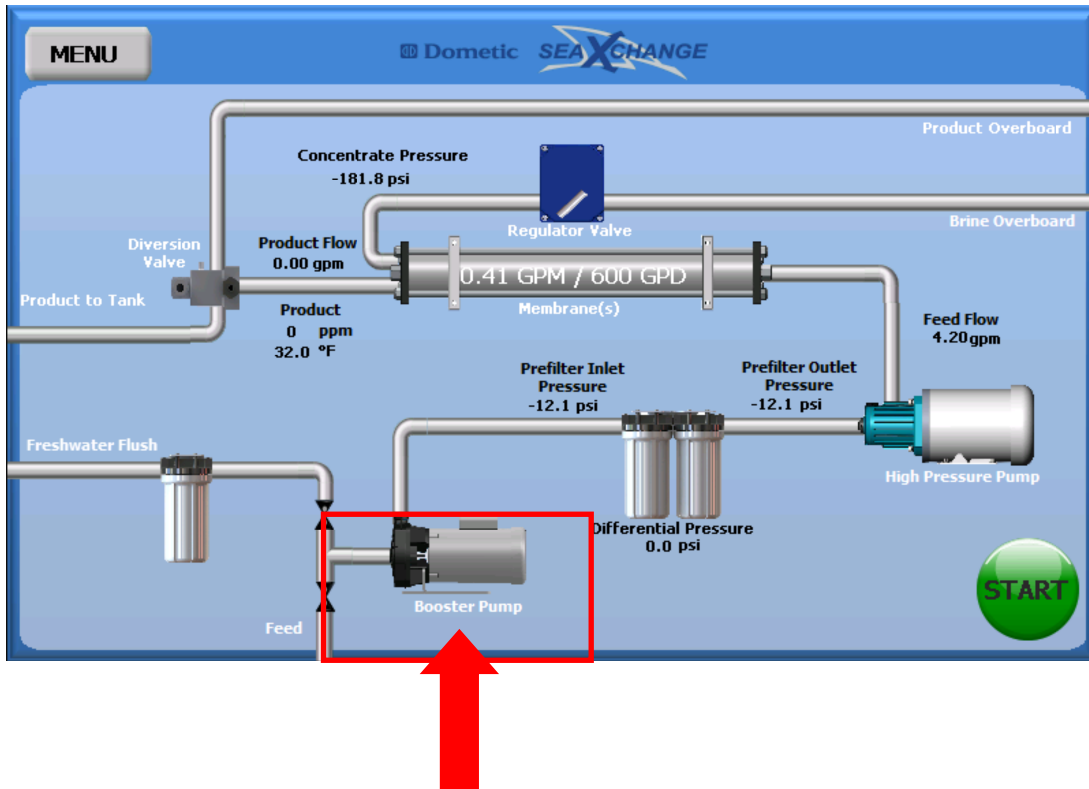 MENU
Dometic SEAXCHANGE
Product Overboard
Concentrate Pressure
-181.8 psi
Brine Overboard
Regulator Valve
Diversion
Valve
Product Flow
0.00 gpm
0.41 GPM / 600 GPD
Product to Tank
Membrane(s)
Product
0 ppm
32.0 °F
Feed Flow
4.20gpm
Prefilter Inlet
Pressure
-12.1 psi
Prefilter Outlet
Pressure
-12.1 psi
Freshwater Flush
High Pressure Pump
Differential Pressure
0.0 psi
START
Booster Pump
Feed